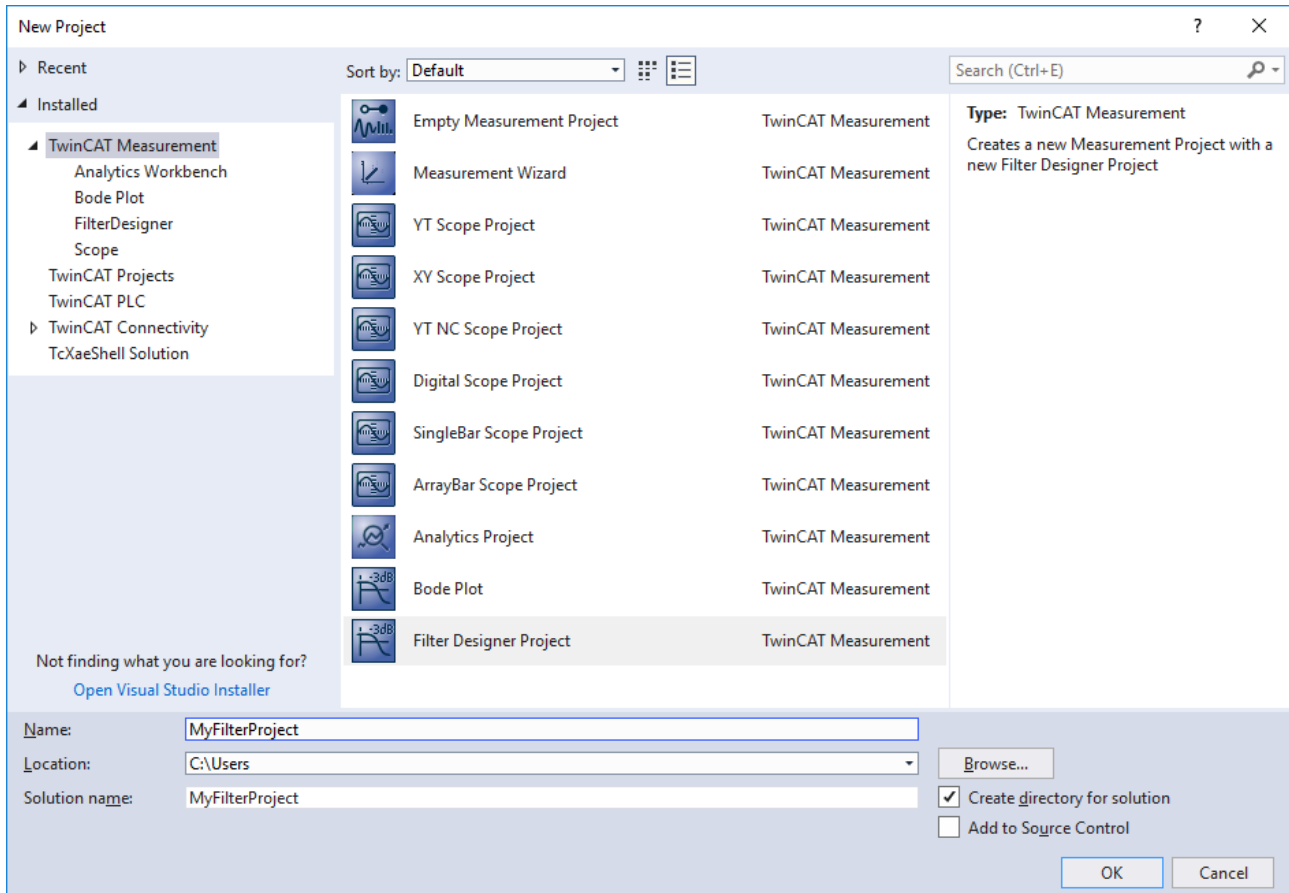 New Project
?
Recent
Installed
TwinCAT Measurement
Analytics Workbench
Bode Plot
FilterDesigner
Scope
TwinCAT Projects
TwinCAT PLC
TwinCAT Connectivity
TcXaeShell Solution
Not finding what you are looking for?
Open Visual Studio Installer
Sort by: Default
Empty Measurement Project TwinCAT Measurement
Measurement Wizard TwinCAT Measurement
YT Scope Project TwinCAT Measurement
XY Scope Project TwinCAT Measurement
YT NC Scope Project TwinCAT Measurement
Digital Scope Project TwinCAT Measurement
SingleBar Scope Project TwinCAT Measurement
ArrayBar Scope Project TwinCAT Measurement
Analytics Project TwinCAT Measurement
-3dB Bode Plot TwinCAT Measurement
-3dB Filter Designer Project TwinCAT Measurement
Search (Ctrl+E)
Type: TwinCAT Measurement
Creates a new Measurement Project with a
new Filter Designer Project
Name: MyFilterProject
Location: C:\Users
Browse...
Solution name: MyFilterProject
Create directory for solution
Add to Source Control
OK
Cancel